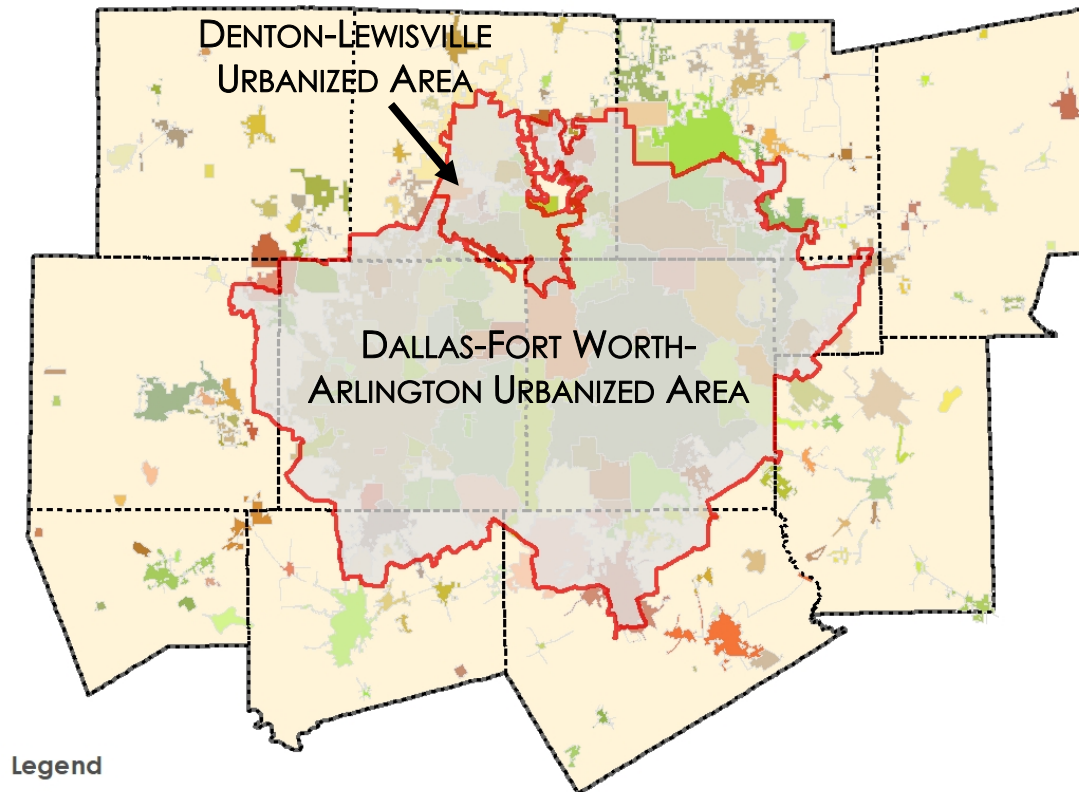 Denton-Lewisville
Urbanized Area
Dallas-Fort Worth-
Arlington Urbanized Area
Legend